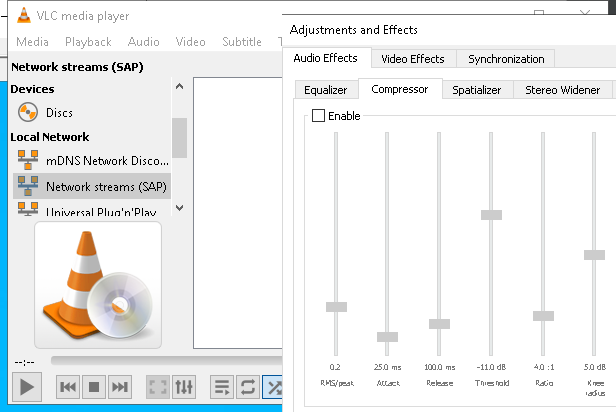 VLC media player
Media Playback Audio Video Subtitle
Network streams (SAP)
Devices
Discs
Local Network
mDNS Network Disco...
Network streams (SAP)
Universal Plug'n'Play
--:--
Adjustments and Effects
Audio Effects Video Effects Synchronization
Equalizer Compressor Spatializer Stereo Widener
Enable
0.2 25.0 ms 100.0 ms -11.0 dB 4.0 :1 5.0 dB
RMS/peak Attack Release Threshold Ratio Knee
radius